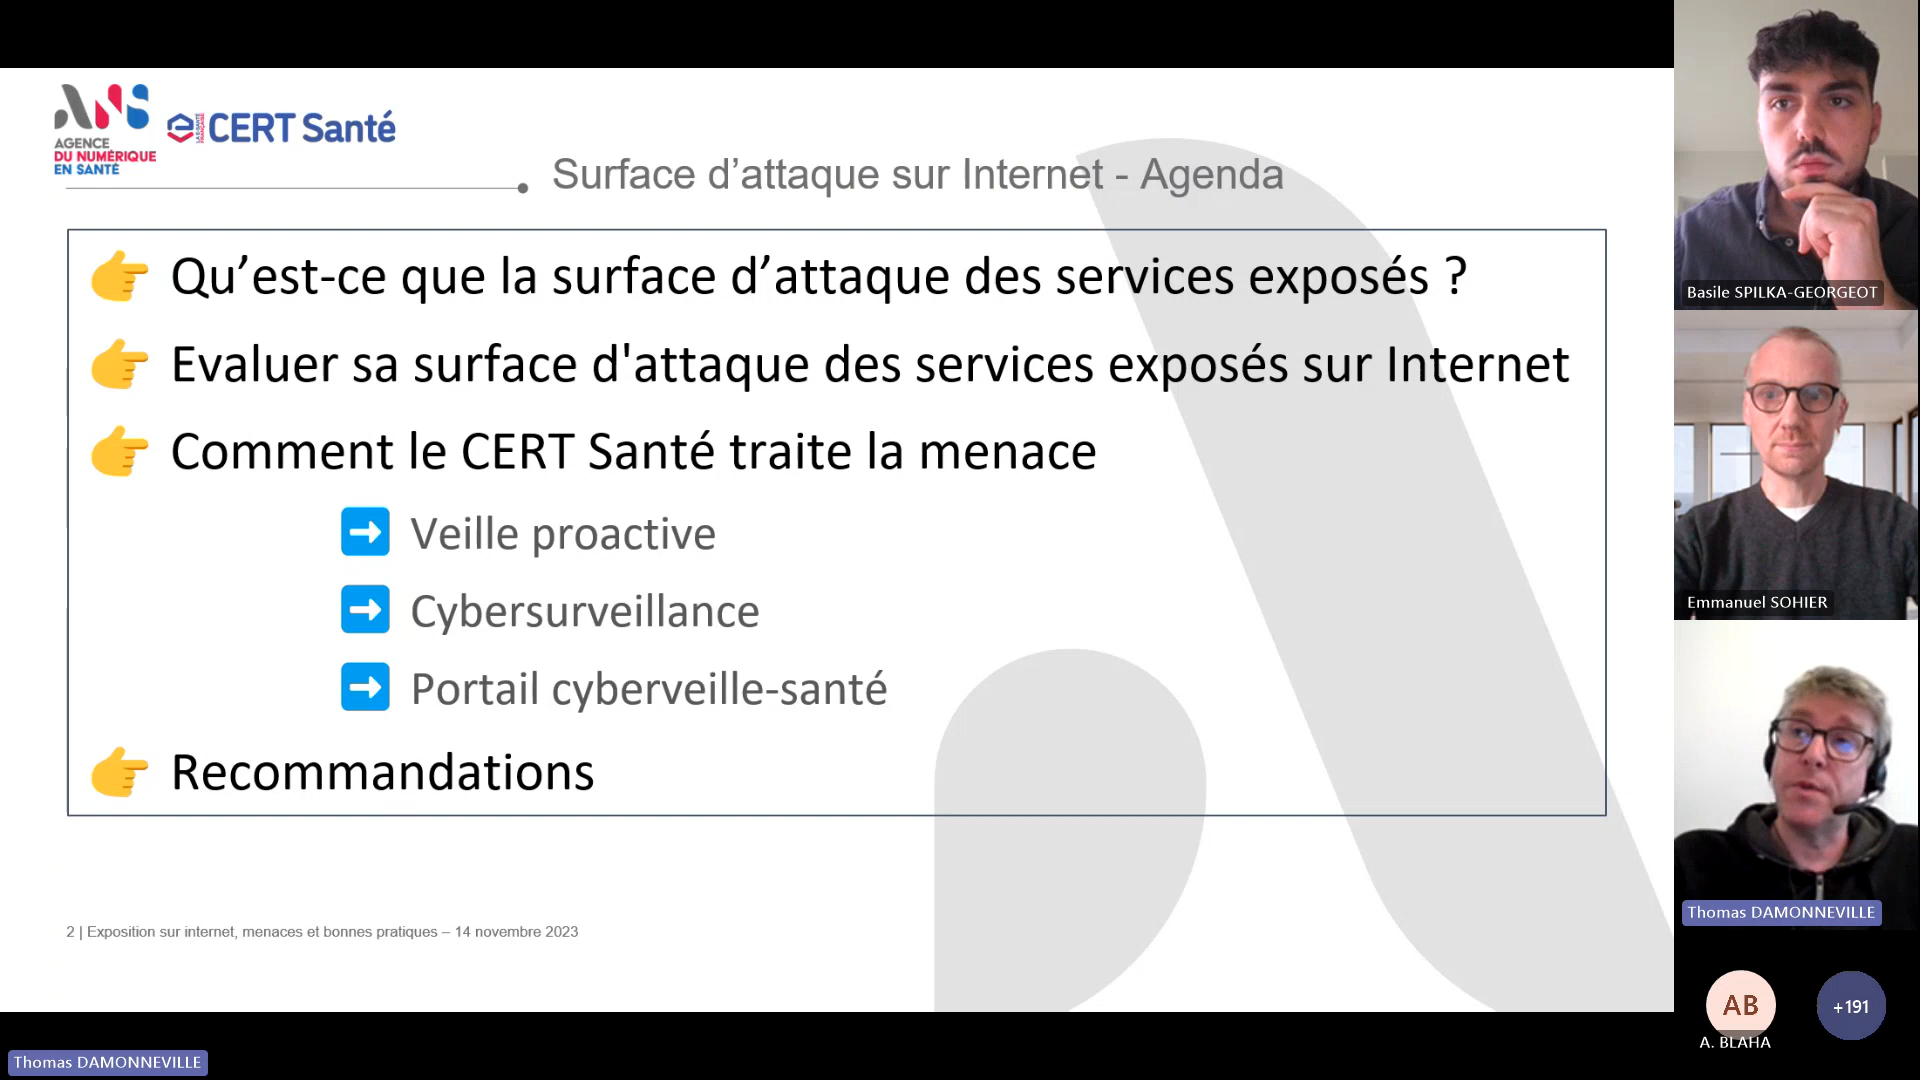 ANS
AGENCE
DU NUMÉRIQUE
EN SANTÉ
CERT Santé
Surface d’attaque sur Internet - Agenda
Qu’est-ce que la surface d’attaque des services exposés ?
Evaluer sa surface d'attaque des services exposés sur Internet
Comment le CERT Santé traite la menace
Veille proactive
Cybersurveillance
Portail cyberveille-santé
Recommandations
2 | Exposition sur internet, menaces et bonnes pratiques – 14 novembre 2023
Thomas DAMONNEVILLE
Basile SPILKA-GEORGEOT
Emmanuel SOHIER
Thomas DAMONNEVILLE
AB
A. BLAHA
+191